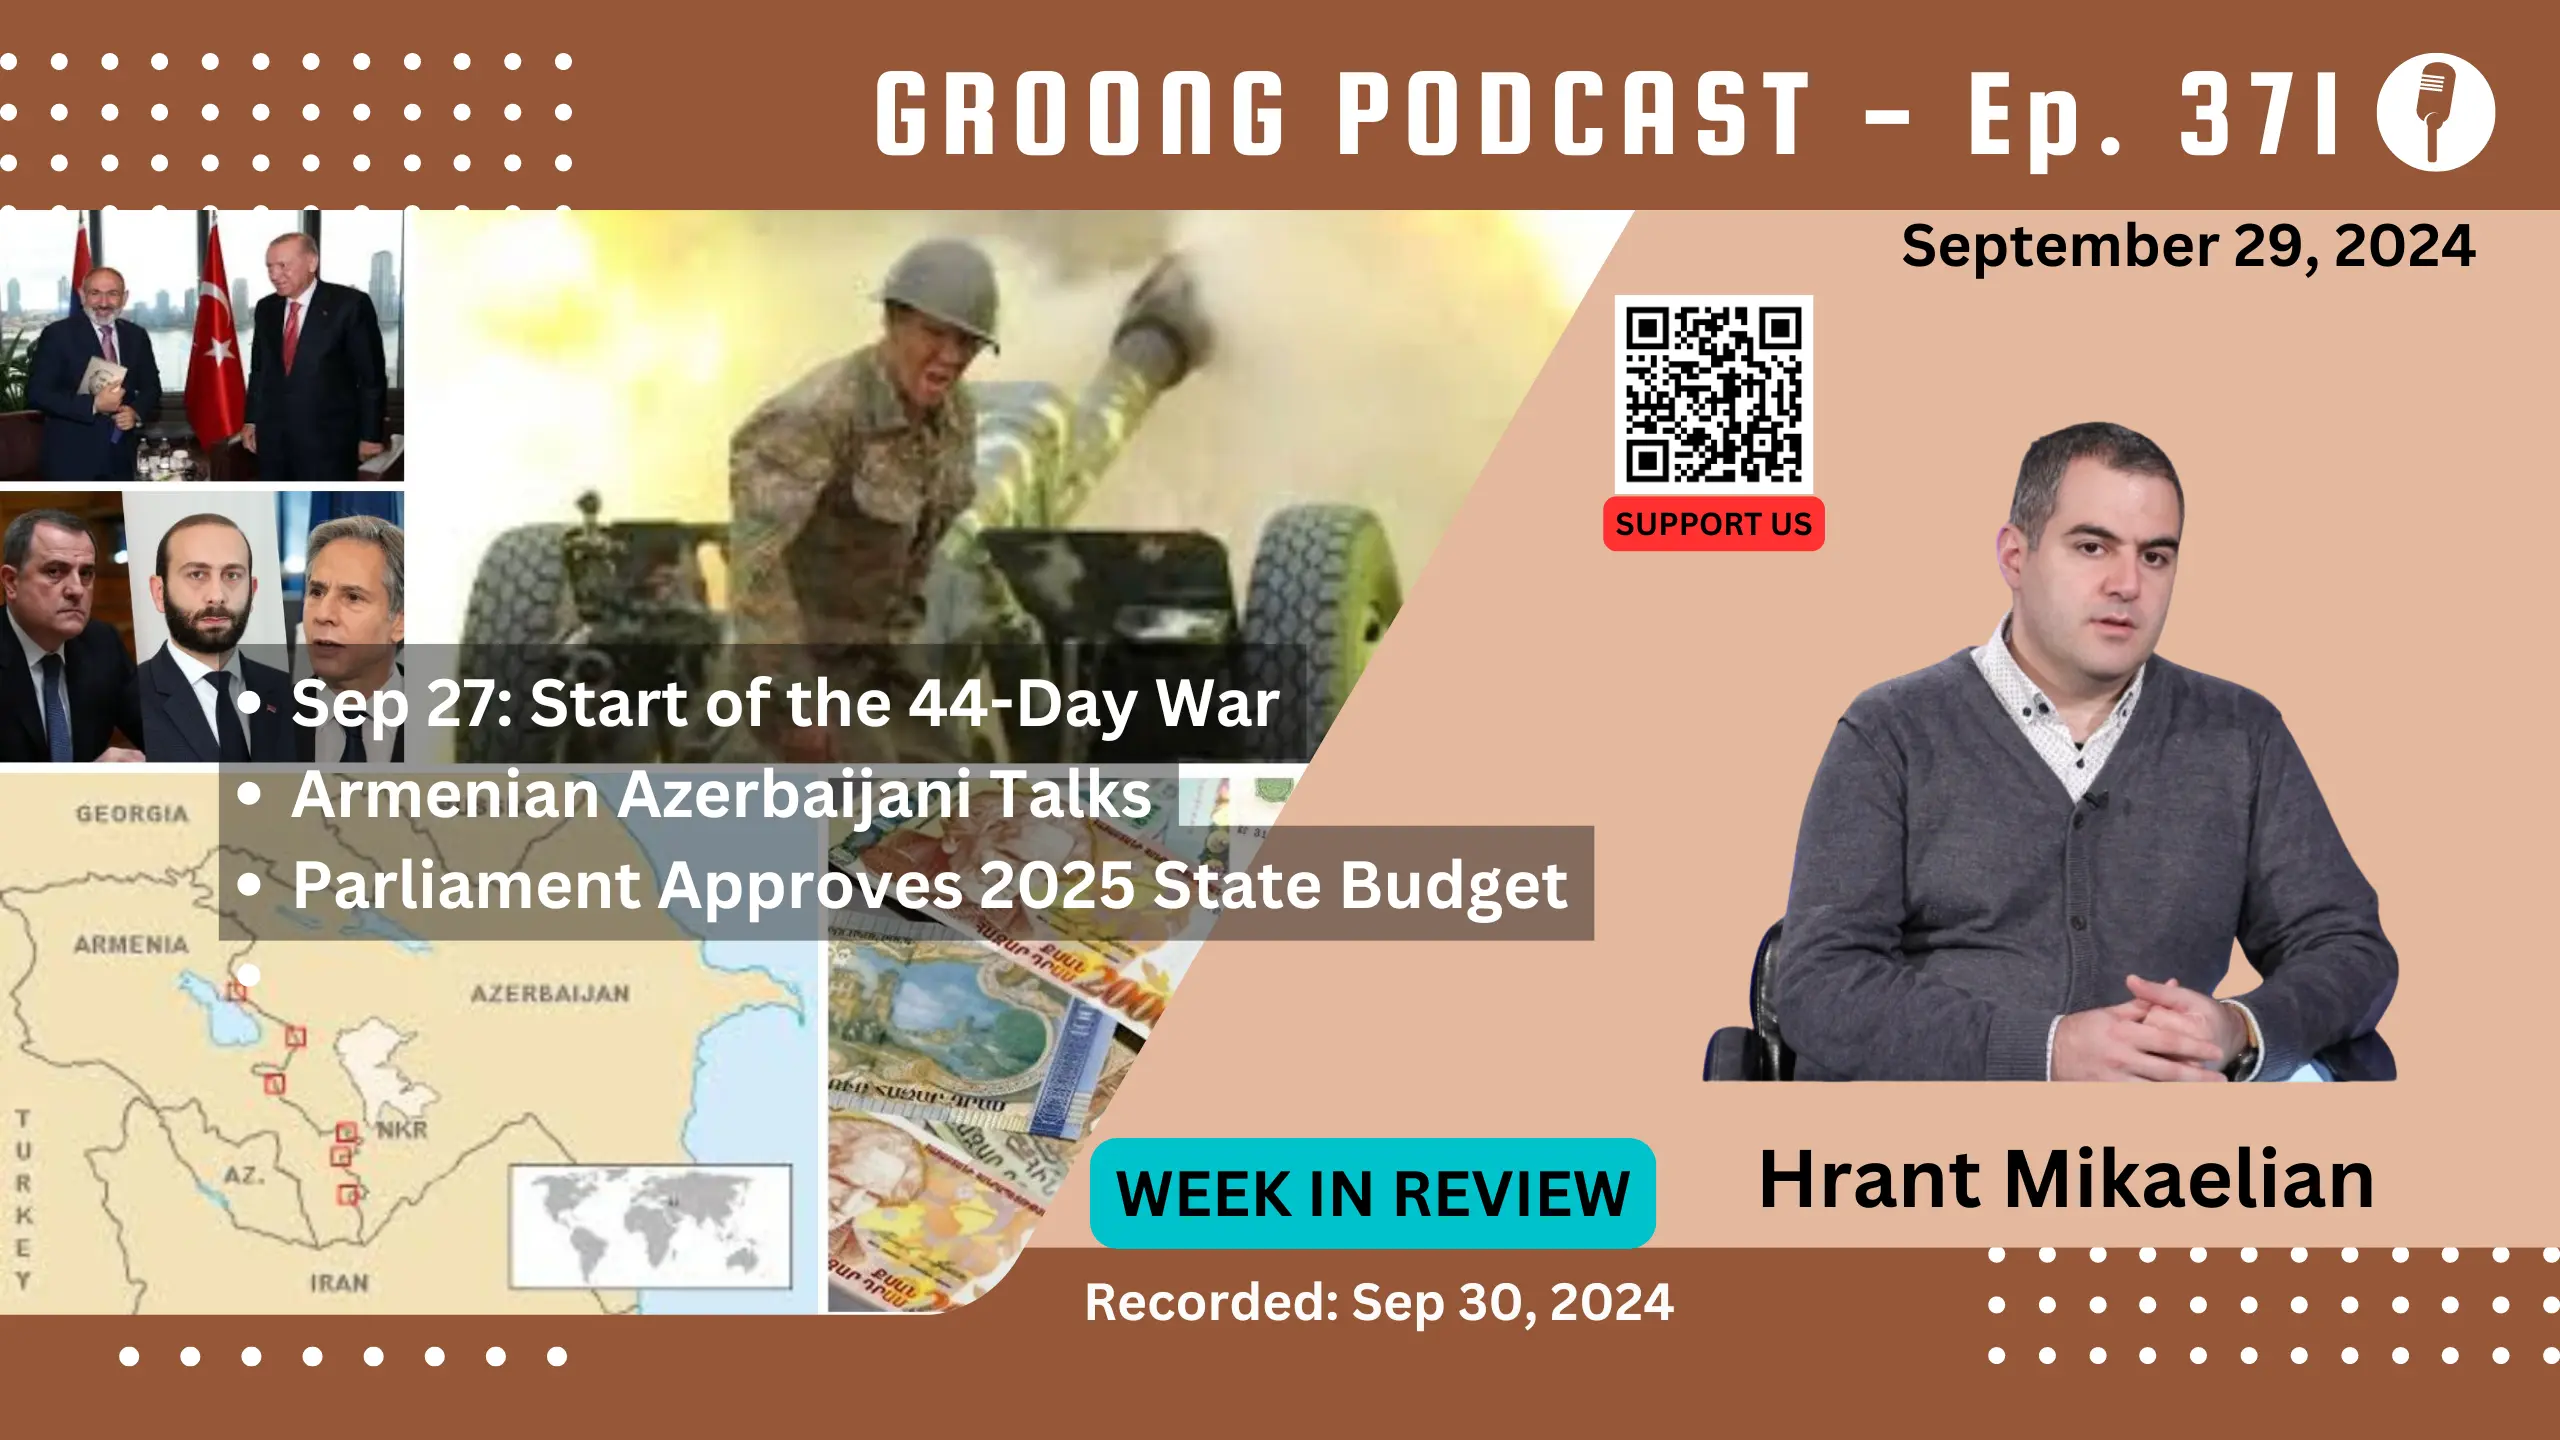 GROONG PODCAST – Ep. 371
September 29, 2024
SUPPORT US
• Sep 27: Start of the 44-Day War
• Armenian Azerbaijani Talks
• Parliament Approves 2025 State Budget
GEORGIA
ARMENIA
AZERBAIJAN
NKR
AZ.
TURKEY
IRAN
WEEK IN REVIEW
Hrant Mikaelian
Recorded: Sep 30, 2024